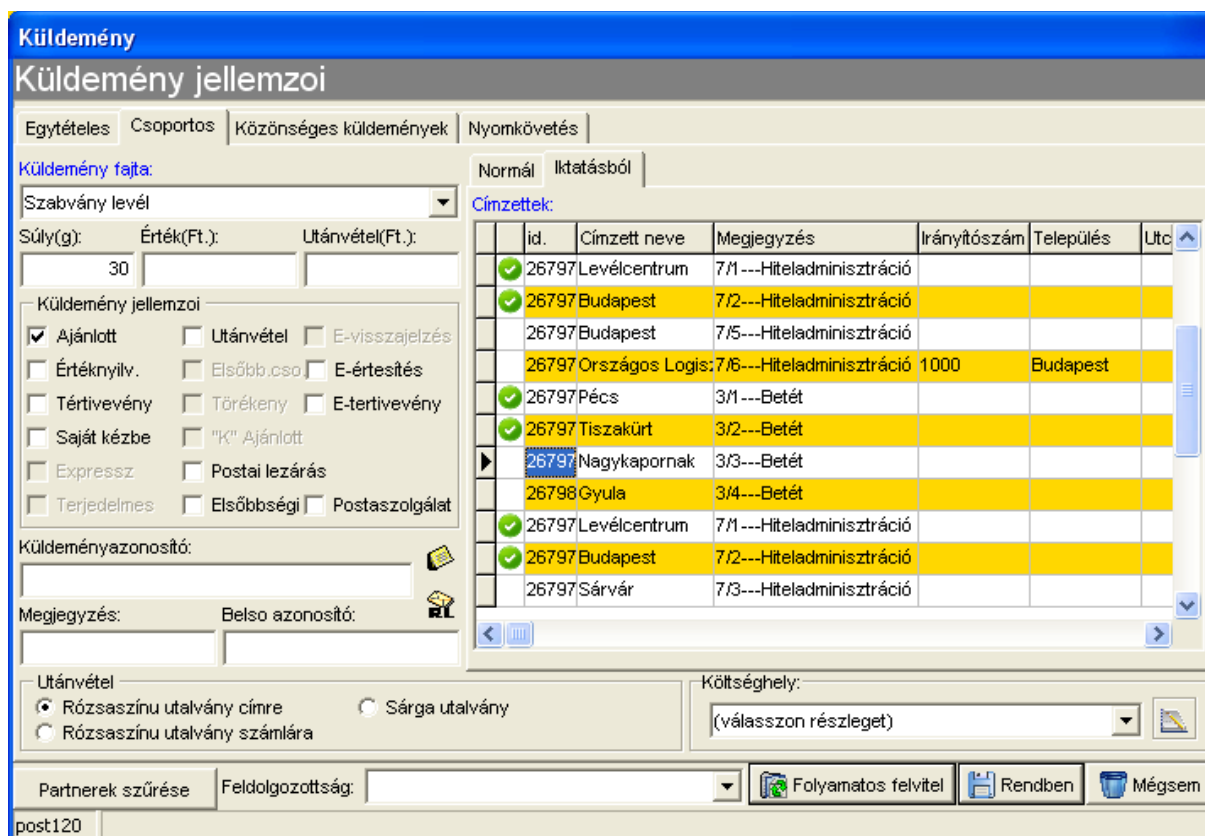 Küldemény
Küldemény jellemzoi
Egytételes Csoportos Közönséges küldemények Nyomkövetés
Küldemény fajta:
Szabvány levél
Súly(g): Érték(Ft.): Utánvétel(Ft.):
30
Küldemény jellemzoi
Ajánlott Utánvétel E-visszajelzés
Értéknyilv. Elsőbb.cso. E-értesítés
Tértivevény Törékeny E-tertivevény
Saját kézbe "K" Ajánlott
Expressz Postai lezárás
Terjedelmes Elsőbbségi Postaszolgálat
Küldeményazonosító:
Megjegyzés: Belso azonosító:
Normál Iktatásból
Címzettek:
id. Címzett neve Megjegyzés Irányítószám Település Utc
26797 Levélcentrum 7/1---Hiteladminisztráció
26797 Budapest 7/2---Hiteladminisztráció
26797 Budapest 7/5---Hiteladminisztráció
26797 Országos Logis: 7/6---Hiteladminisztráció 1000 Budapest
26797 Pécs 3/1---Betét
26797 Tiszakürt 3/2---Betét
26797 Nagykapornak 3/3---Betét
26798 Gyula 3/4---Betét
26797 Levélcentrum 7/1---Hiteladminisztráció
26797 Budapest 7/2---Hiteladminisztráció
26797 Sárvár 7/3---Hiteladminisztráció
Utánvétel
Rózsaszínu utalvány címre Sárga utalvány
Rózsaszínu utalvány számlára
Költséghely:
(válasszon részleget)
Partnerek szűrése Feldolgozottság: Folyamatos felvitel Rendben Mégsem
post120